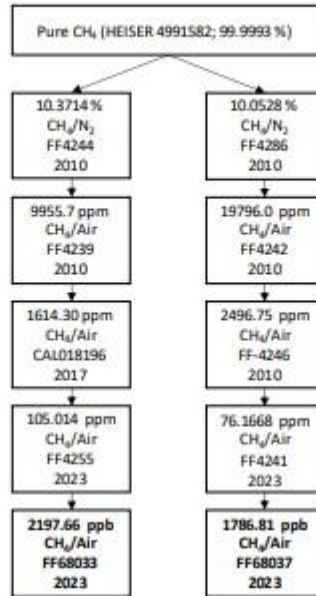 Pure CH₄ (HEISER 4991582; 99.9993 %)
10.3714 %
CH₄/N₂
FF4244
2010
10.0528 %
CH₄/N₂
FF4286
2010
9955.7 ppm
CH₄/Air
FF4239
2010
19796.0 ppm
CH₄/Air
FF4242
2010
1614.30 ppm
CH₄/Air
CAL018196
2017
2496.75 ppm
CH₄/Air
FF-4246
2010
105.014 ppm
CH₄/Air
FF4255
2023
76.1668 ppm
CH₄/Air
FF4241
2023
2197.66 ppb
CH₄/Air
FF68033
2023
1786.81 ppb
CH₄/Air
FF68037
2023